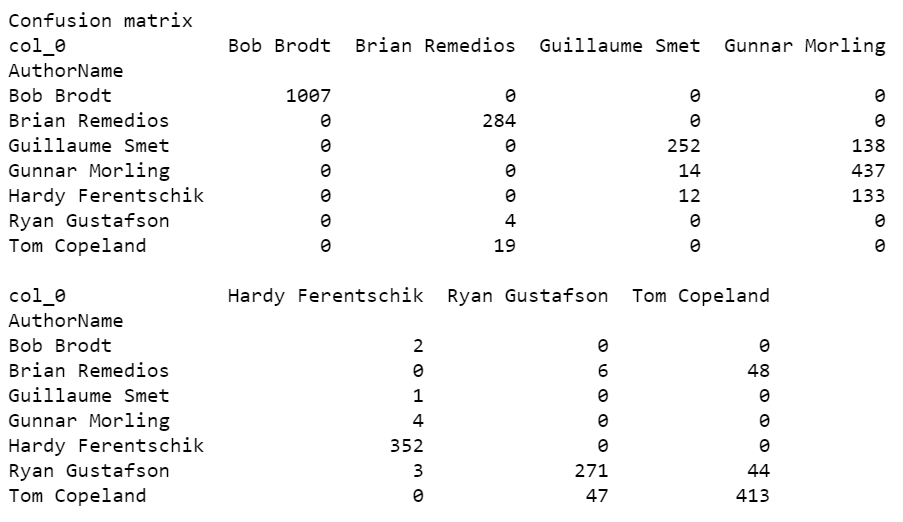 Confusion matrix
col_0              Bob Brodt  Brian Remedios  Guillaume Smet  Gunnar Morling
AuthorName
Bob Brodt               1007               0               0               0
Brian Remedios             0             284               0               0
Guillaume Smet             0               0             252             138
Gunnar Morling             0               0              14             437
Hardy Ferentschik          0               0              12             133
Ryan Gustafson             0               4               0               0
Tom Copeland               0              19               0               0
col_0              Hardy Ferentschik  Ryan Gustafson  Tom Copeland
AuthorName
Bob Brodt                          2               0             0
Brian Remedios                     0               6            48
Guillaume Smet                     1               0             0
Gunnar Morling                     4               0             0
Hardy Ferentschik                352               0             0
Ryan Gustafson                     3             271            44
Tom Copeland                       0              47           413